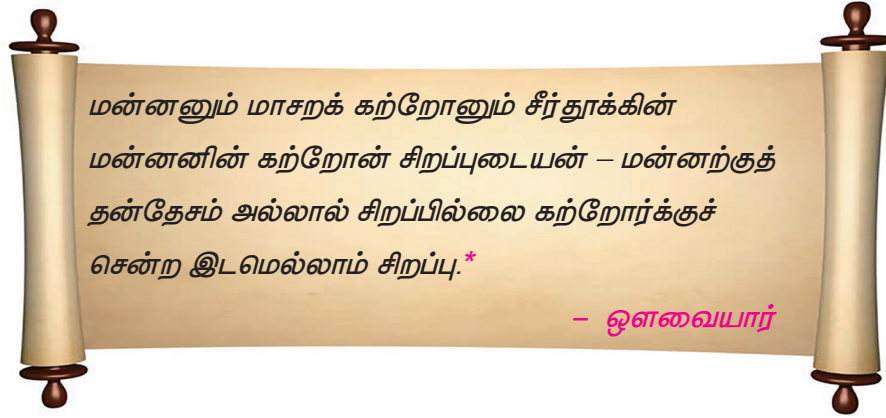 மன்னனும் மாசறக் கற்றோனும் சீர்தூக்கின்
மன்னனின் கற்றோன் சிறப்புடையன் – மன்னற்குத்
தன்தேசம் அல்லால் சிறப்பில்லை கற்றோர்க்குச்
சென்ற இடமெல்லாம் சிறப்பு.*
– ஔவையார்